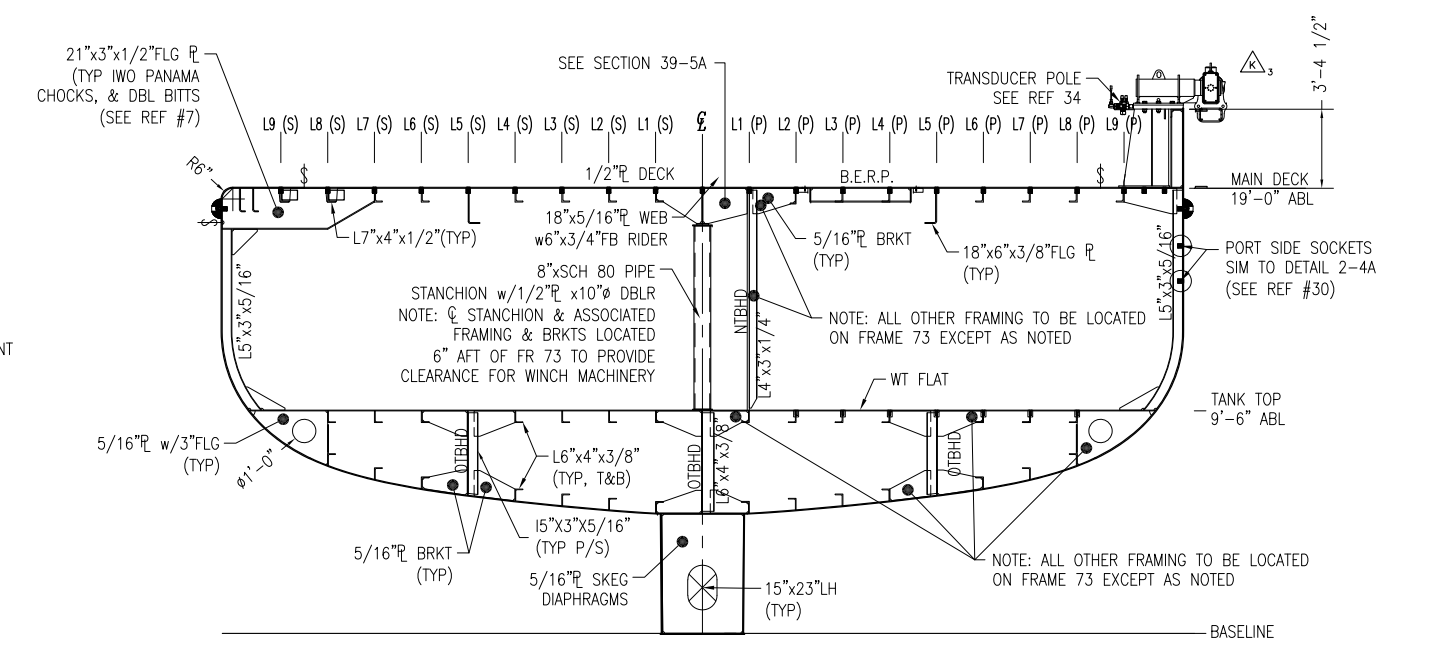 21"x3"x1/2"FLG ⅊
(TYP IWO PANAMA
CHOCKS, & DBL BITTS
(SEE REF #7)
SEE SECTION 39-5A
TRANSDUCER POLE
SEE REF 34
K
3
3'-4 1/2"
L9 (S) L8 (S) L7 (S) L6 (S) L5 (S) L4 (S) L3 (S) L2 (S) L1 (S) ℄ L1 (P) L2 (P) L3 (P) L4 (P) L5 (P) L6 (P) L7 (P) L8 (P) L9 (P)
R6"
1/2"⅊ DECK
B.E.R.P.
MAIN DECK
19'-0" ABL
L7"x4"x1/2"(TYP)
18"x5/16"⅊ WEB
w6"x3/4"FB RIDER
5/16"⅊ BRKT
(TYP)
18"x6"x3/8"FLG ⅊
(TYP)
PORT SIDE SOCKETS
SIM TO DETAIL 2-4A
(SEE REF #30)
L5"x3"x5/16"
L5"x3"x5/16"
8"xSCH 80 PIPE
STANCHION w/1/2"⅊ x10"ø DBLR
NOTE: ℄ STANCHION & ASSOCIATED
FRAMING & BRKTS LOCATED
6" AFT OF FR 73 TO PROVIDE
CLEARANCE FOR WINCH MACHINERY
NTBHD
L4"x3"x1/4"
NOTE: ALL OTHER FRAMING TO BE LOCATED
ON FRAME 73 EXCEPT AS NOTED
NT
WT FLAT
TANK TOP
9'-6" ABL
5/16"⅊ w/3"FLG
(TYP)
ø1'-0"
OTBHD
L6"x4"x3/8"
(TYP, T&B)
OTBHD
L6"x4"x3/8"
OTBHD
I5"X3"X5/16"
(TYP P/S)
5/16"⅊ BRKT
(TYP)
5/16"⅊ SKEG
DIAPHRAGMS
15"x23"LH
(TYP)
NOTE: ALL OTHER FRAMING TO BE LOCATED
ON FRAME 73 EXCEPT AS NOTED
BASELINE